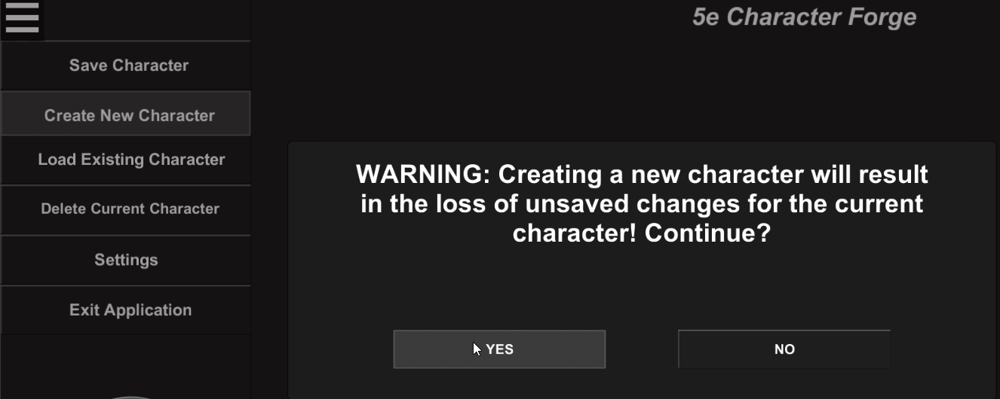 5e Character Forge
Save Character
Create New Character
Load Existing Character
Delete Current Character
Settings
Exit Application
WARNING: Creating a new character will result
in the loss of unsaved changes for the current
character! Continue?
YES
NO